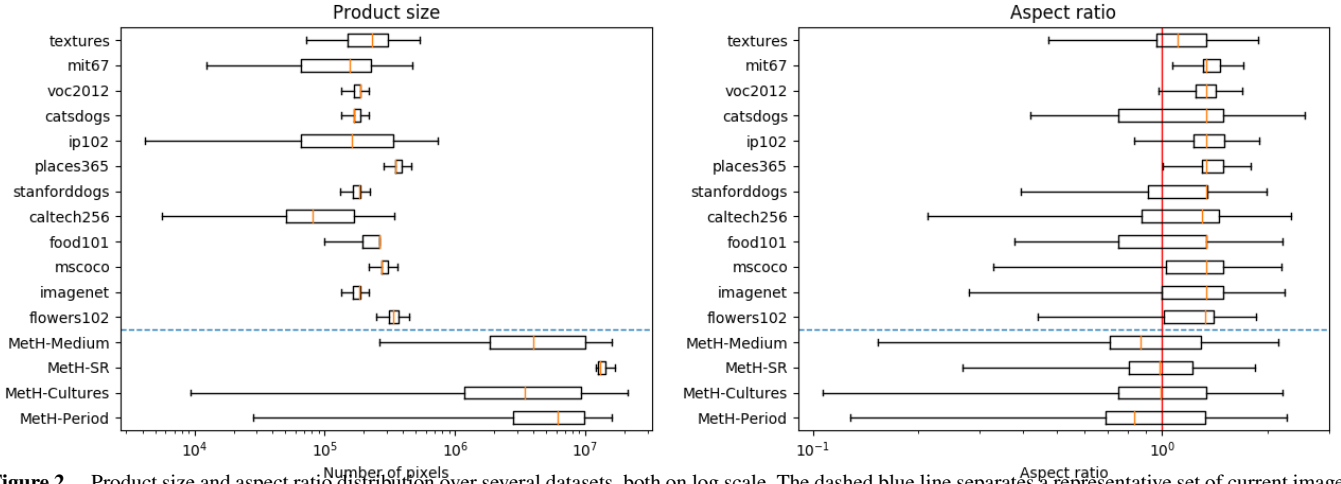 Product size
textures
mit67
voc2012
catsdogs
ip102
places365
stanforddogs
caltech256
food101
mscoco
imagenet
flowers102
MetH-Medium
MetH-SR
MetH-Cultures
MetH-Period
10⁴ 10⁵ 10⁶ 10⁷
Number of pixels
Aspect ratio
textures
mit67
voc2012
catsdogs
ip102
places365
stanforddogs
caltech256
food101
mscoco
imagenet
flowers102
MetH-Medium
MetH-SR
MetH-Cultures
MetH-Period
10⁻¹ 10⁰
Aspect ratio
Figure 2. Product size and aspect ratio distribution over several datasets, both on log scale. The dashed blue line separates a representative set of current image